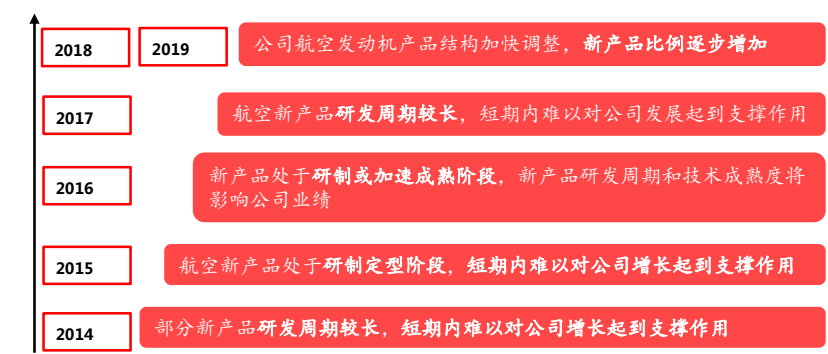 2018
2019
公司航空发动机产品结构加快调整，新产品比例逐步增加
2017
航空新产品研发周期较长，短期内难以对公司发展起到支撑作用
2016
新产品处于研制或加速成熟阶段，新产品研发周期和技术成熟度将
影响公司业绩
2015
航空新产品处于研制定型阶段，短期内难以对公司增长起到支撑作用
2014
部分新产品研发周期较长，短期内难以对公司增长起到支撑作用